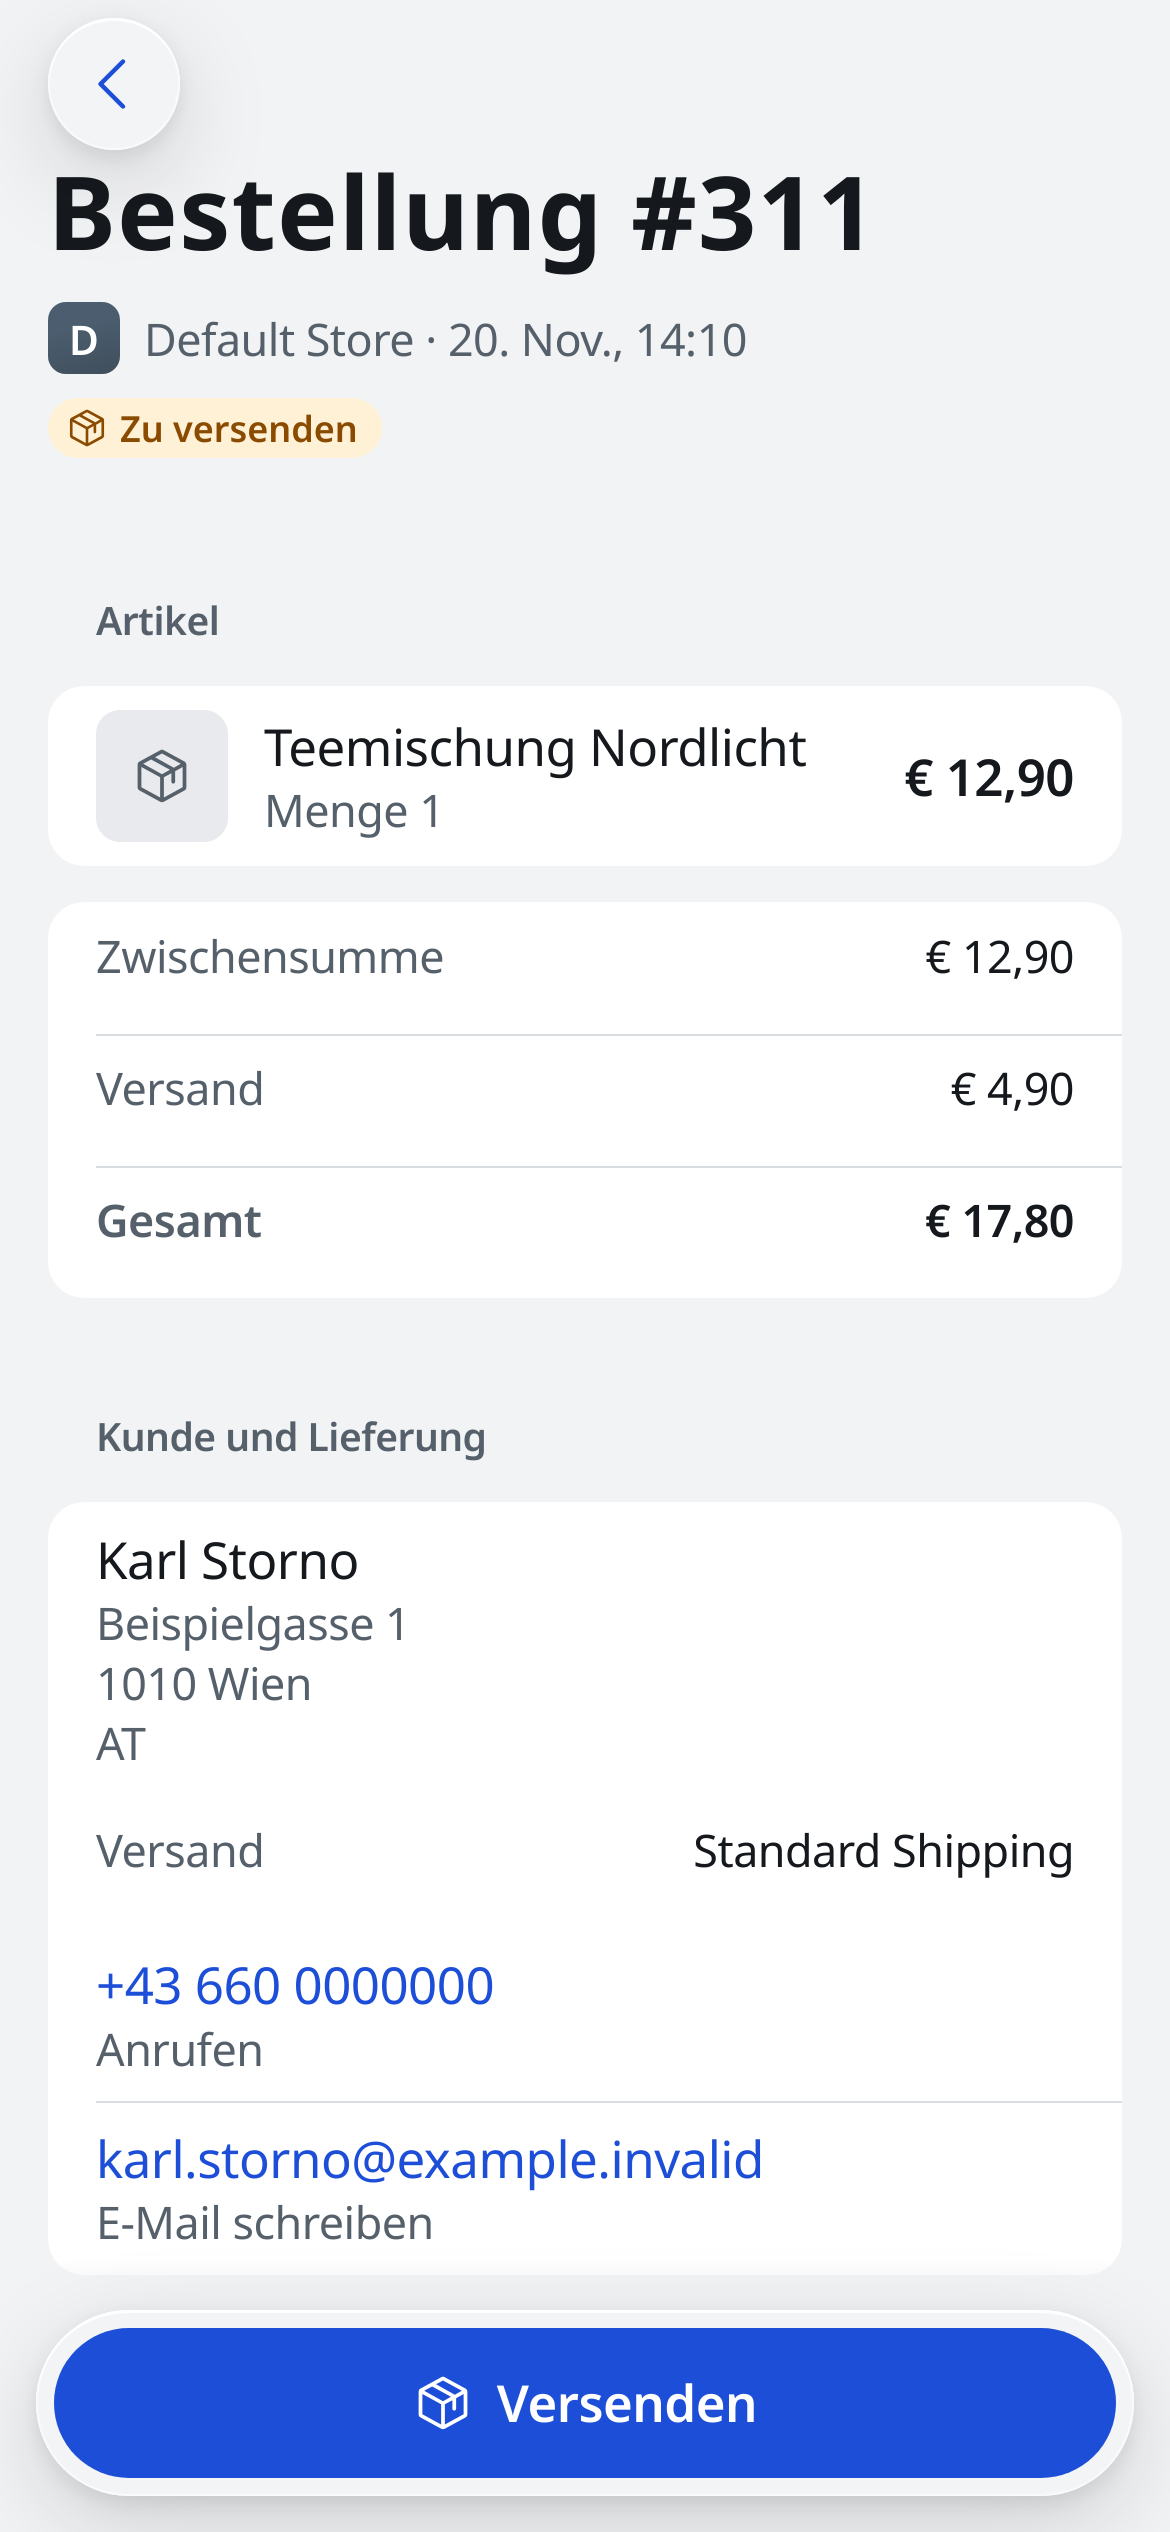 Bestellung #311
D Default Store · 20. Nov., 14:10
Zu versenden
Artikel
Teemischung Nordlicht
Menge 1
€ 12,90
Zwischensumme € 12,90
Versand € 4,90
Gesamt € 17,80
Kunde und Lieferung
Karl Storno
Beispielgasse 1
1010 Wien
AT
Versand Standard Shipping
+43 660 0000000
Anrufen
karl.storno@example.invalid
E-Mail schreiben
Versenden